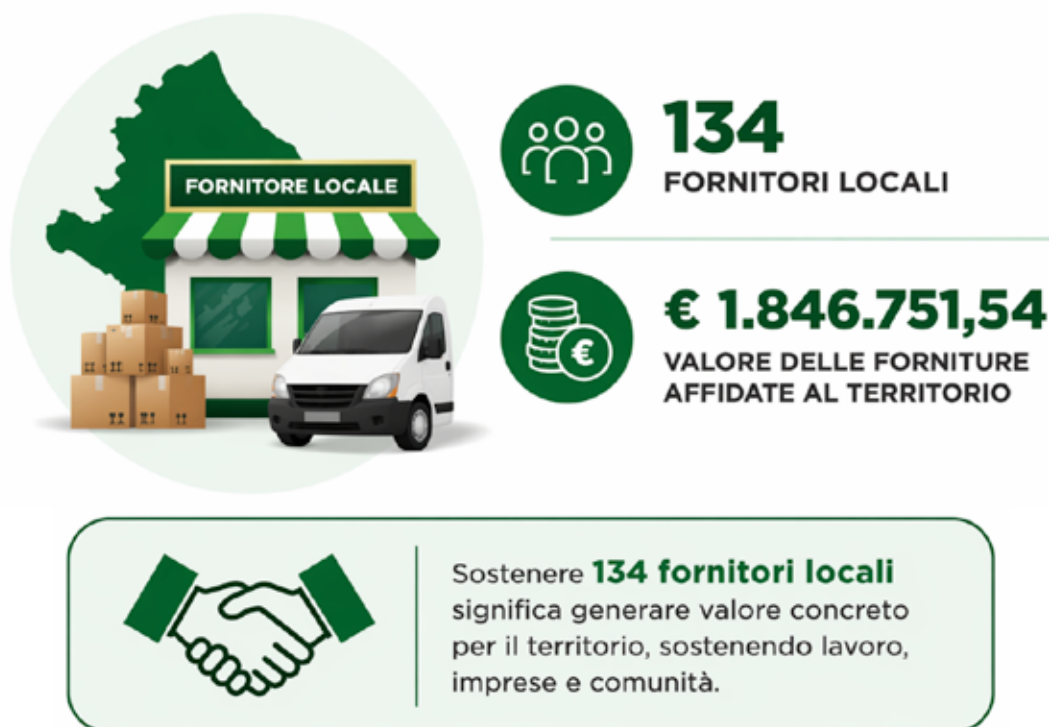 FORNITORE LOCALE
134
FORNITORI LOCALI
€ 1.846.751,54
VALORE DELLE FORNITURE
AFFIDATE AL TERRITORIO
€
Sostenere 134 fornitori locali
significa generare valore concreto
per il territorio, sostenendo lavoro,
imprese e comunità.